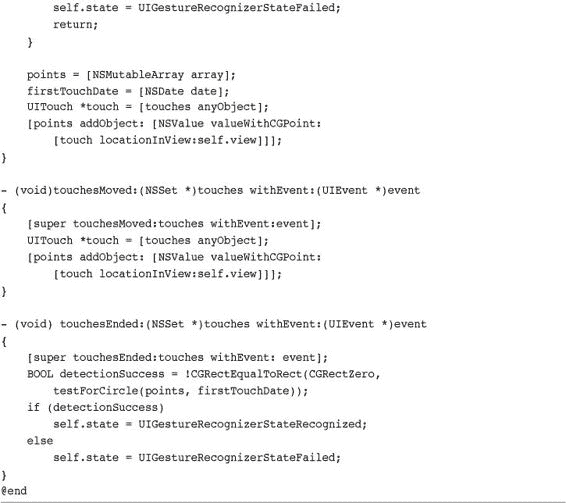 self.state = UIGestureRecognizerStateFailed;
        return;
    }

    points = [NSMutableArray array];
    firstTouchDate = [NSDate date];
    UITouch *touch = [touches anyObject];
    [points addObject: [NSValue valueWithCGPoint:
        [touch locationInView:self.view]]];
}

- (void)touchesMoved:(NSSet *)touches withEvent:(UIEvent *)event
{
    [super touchesMoved:touches withEvent:event];
    UITouch *touch = [touches anyObject];
    [points addObject: [NSValue valueWithCGPoint:
        [touch locationInView:self.view]]];
}

- (void) touchesEnded:(NSSet *)touches withEvent:(UIEvent *)event
{
    [super touchesEnded:touches withEvent: event];
    BOOL detectionSuccess = !CGRectEqualToRect(CGRectZero,
        testForCircle(points, firstTouchDate));
    if (detectionSuccess)
        self.state = UIGestureRecognizerStateRecognized;
    else
        self.state = UIGestureRecognizerStateFailed;
}
@end